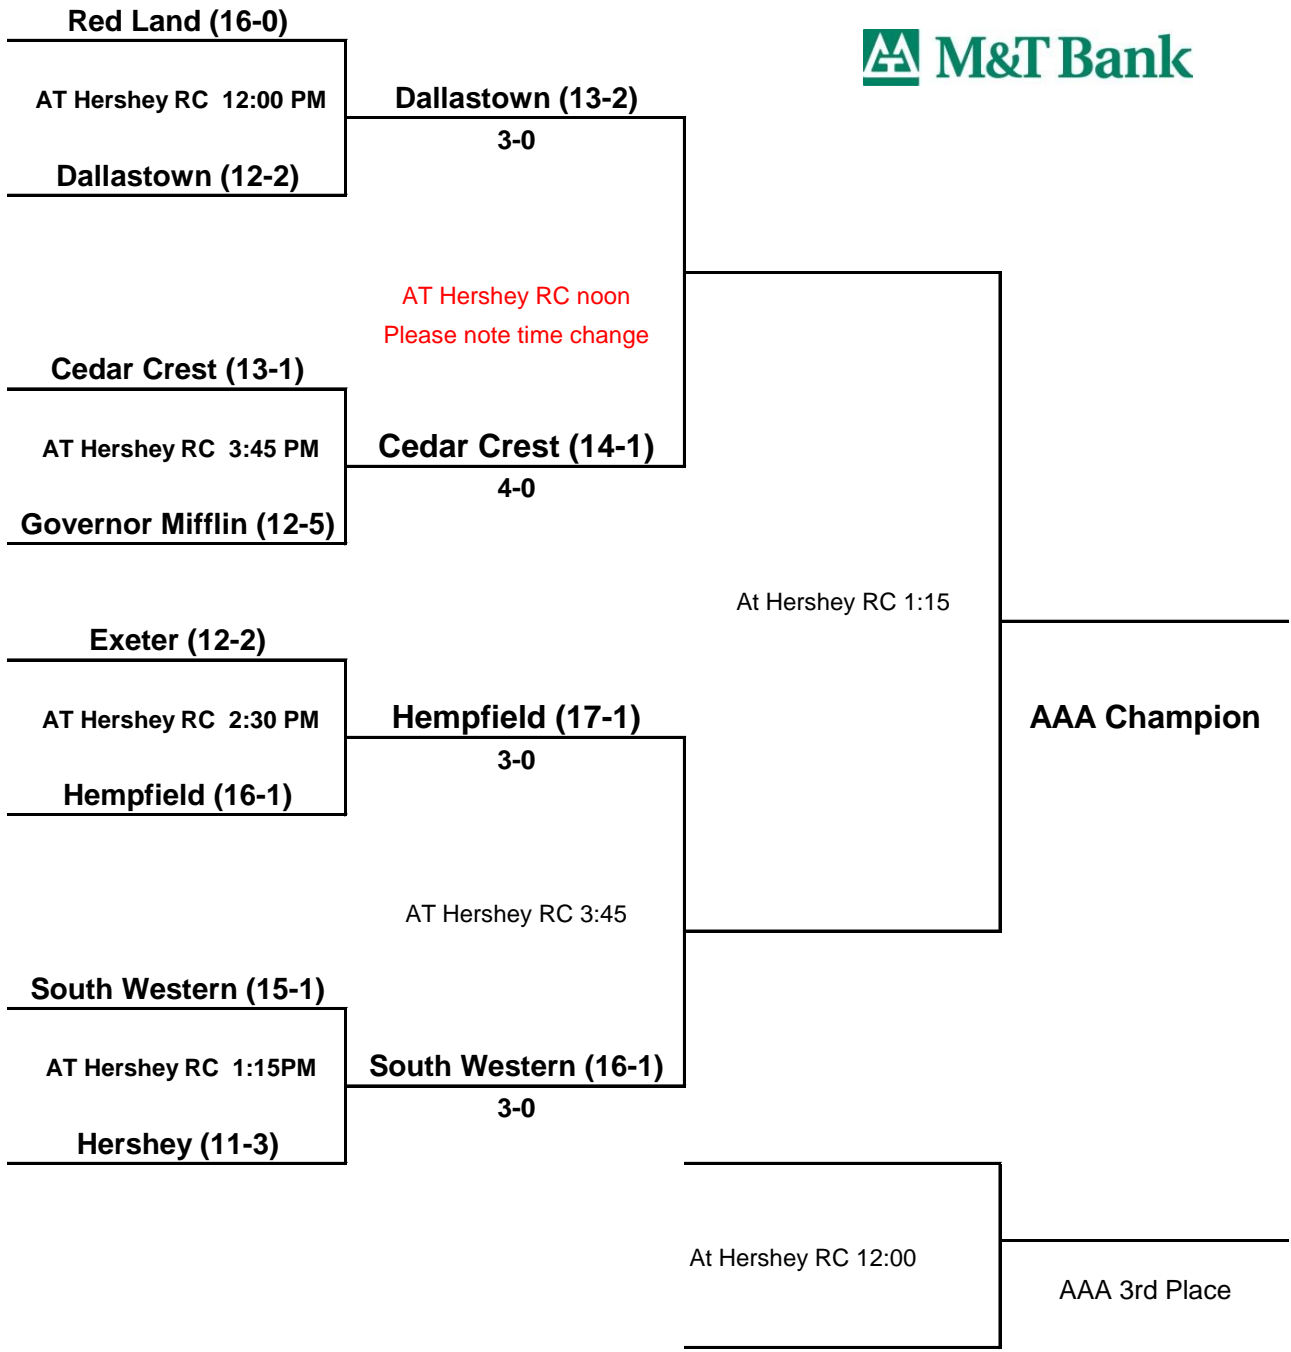 Red Land (16-0)
M&T Bank
AT Hershey RC  12:00 PM
Dallastown (13-2)
3-0
Dallastown (12-2)
AT Hershey RC noon
Please note time change
Cedar Crest (13-1)
AT Hershey RC  3:45 PM
Cedar Crest (14-1)
4-0
Governor Mifflin (12-5)
At Hershey RC 1:15
Exeter (12-2)
AT Hershey RC  2:30 PM
Hempfield (17-1)
AAA Champion
3-0
Hempfield (16-1)
AT Hershey RC 3:45
South Western (15-1)
AT Hershey RC  1:15PM
South Western (16-1)
3-0
Hershey (11-3)
At Hershey RC 12:00
AAA 3rd Place